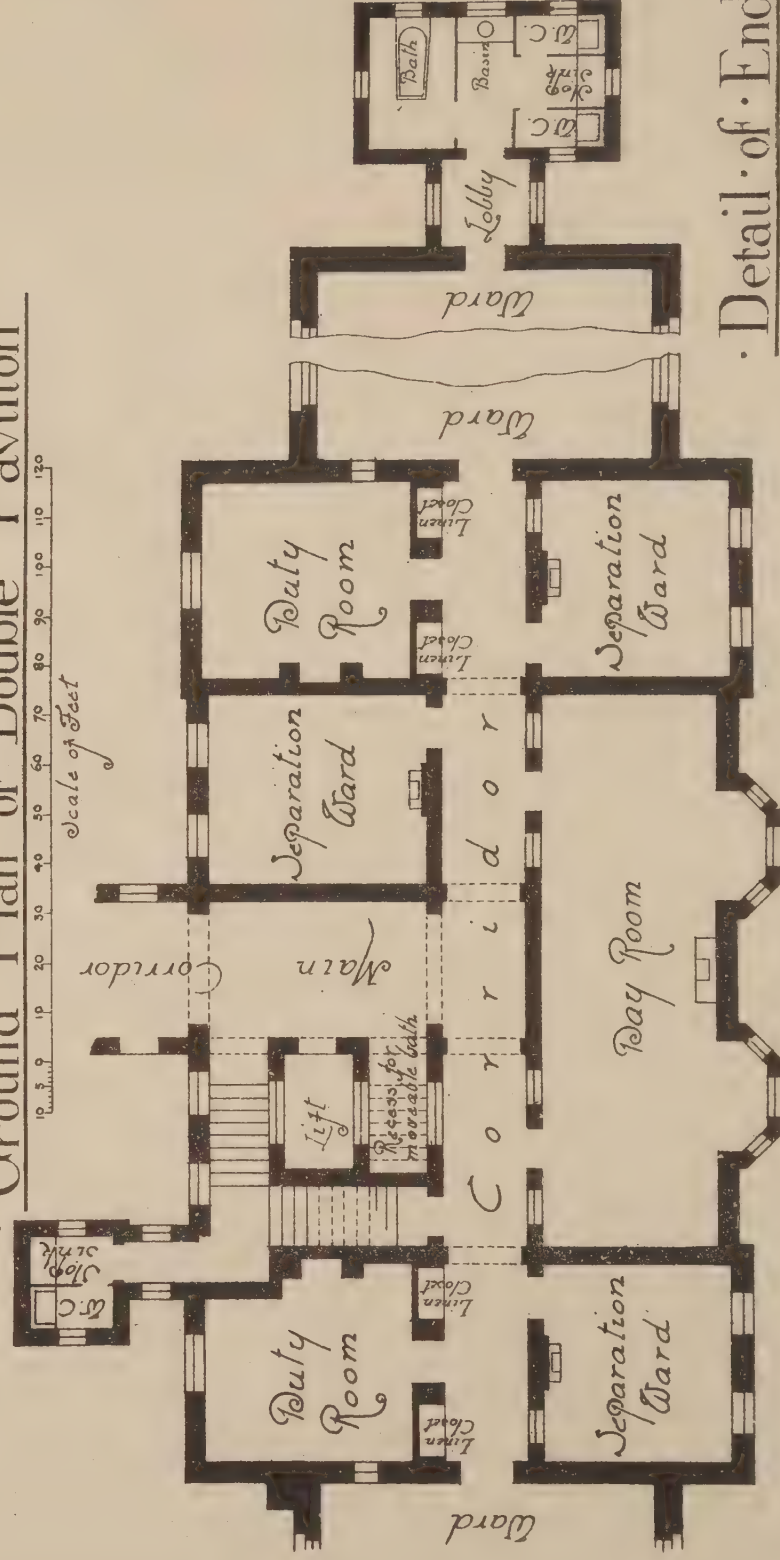 Ground Plan of Double Pavilion
10 5 0 10 20 30 40 50 60 70 80 90 100 110 120
Scale of Feet
W.C.
Slop
Sink
Duty
Room
Linen
Closet
Linen
Closet
Ward
Separation
Ward
Lift
Recess for
moveable bath
Main
Corridor
Corridor
Day Room
Separation
Ward
Duty
Room
Linen
Closet
Linen
Closet
Separation
Ward
Ward
Ward
Lobby
Bath
Basin
W.C.
Slop
Sink
W.C.
· Detail · of · End